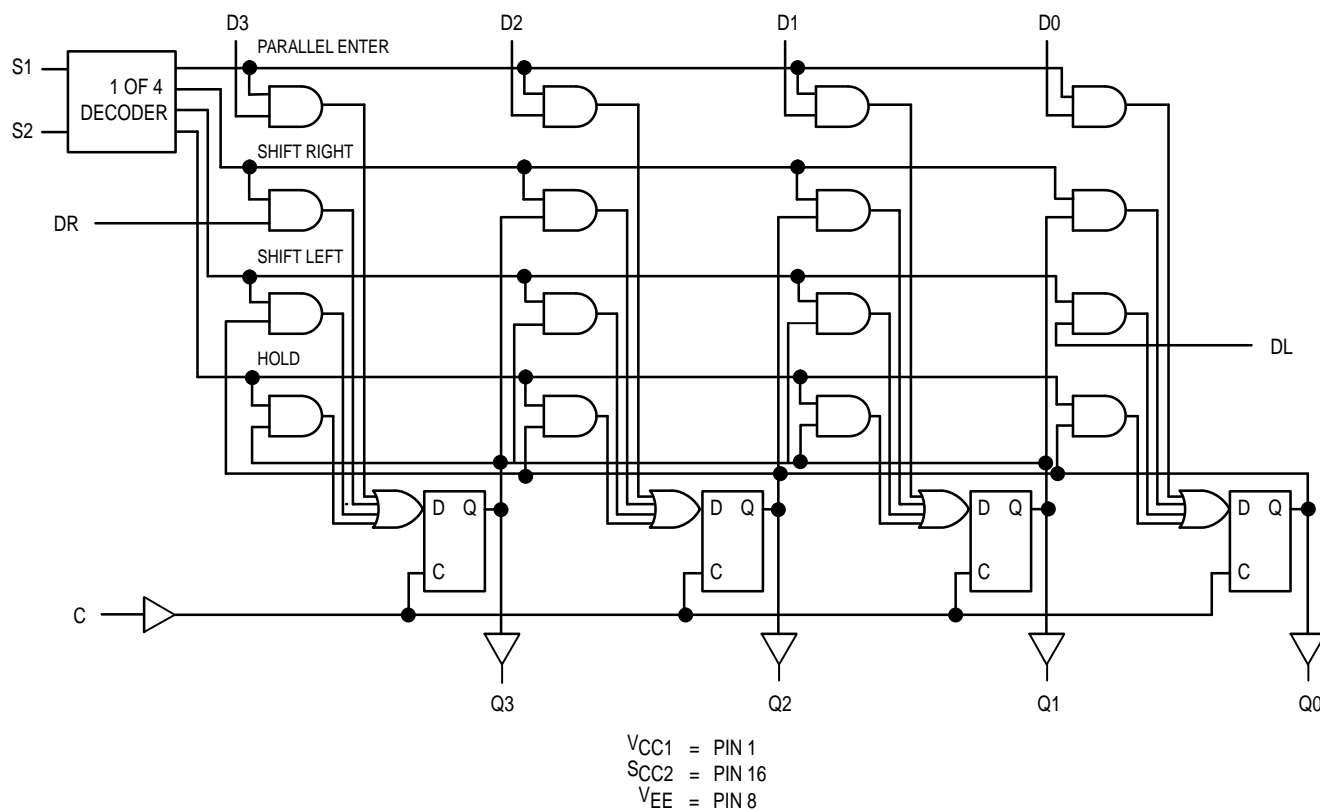 D3 D2 D1 D0
PARALLEL ENTER
S1
1 OF 4
DECODER
S2
SHIFT RIGHT
DR
SHIFT LEFT
DL
HOLD
D Q D Q D Q D Q
C C C C
C
Q3 Q2 Q1 Q0
VCC1 = PIN 1
SCC2 = PIN 16
VEE = PIN 8